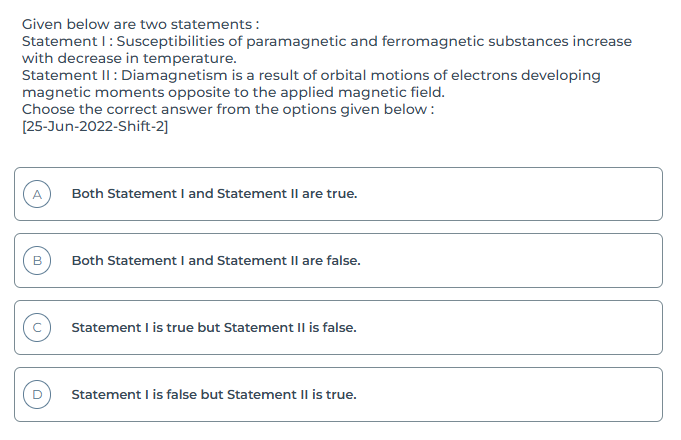 Given below are two statements :
Statement I : Susceptibilities of paramagnetic and ferromagnetic substances increase
with decrease in temperature.
Statement II : Diamagnetism is a result of orbital motions of electrons developing
magnetic moments opposite to the applied magnetic field.
Choose the correct answer from the options given below :
[25-Jun-2022-Shift-2]
A Both Statement I and Statement II are true.
B Both Statement I and Statement II are false.
C Statement I is true but Statement II is false.
D Statement I is false but Statement II is true.